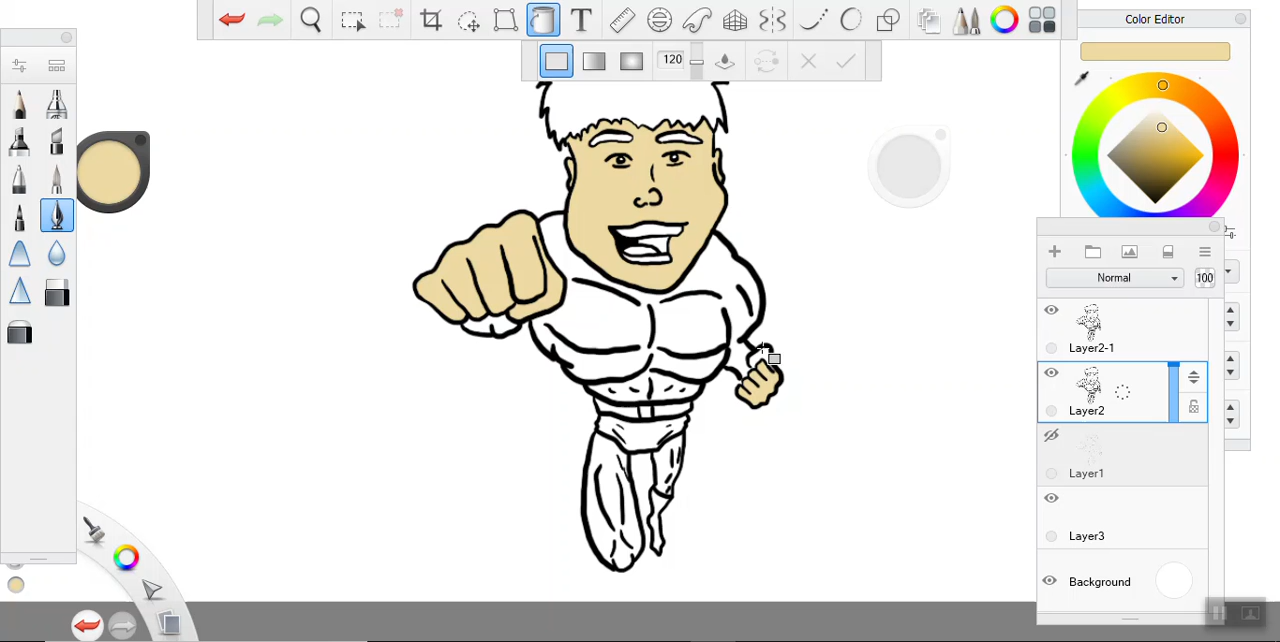 T
Color Editor
120
Normal
100
Layer2-1
Layer2
Layer1
Layer3
Background